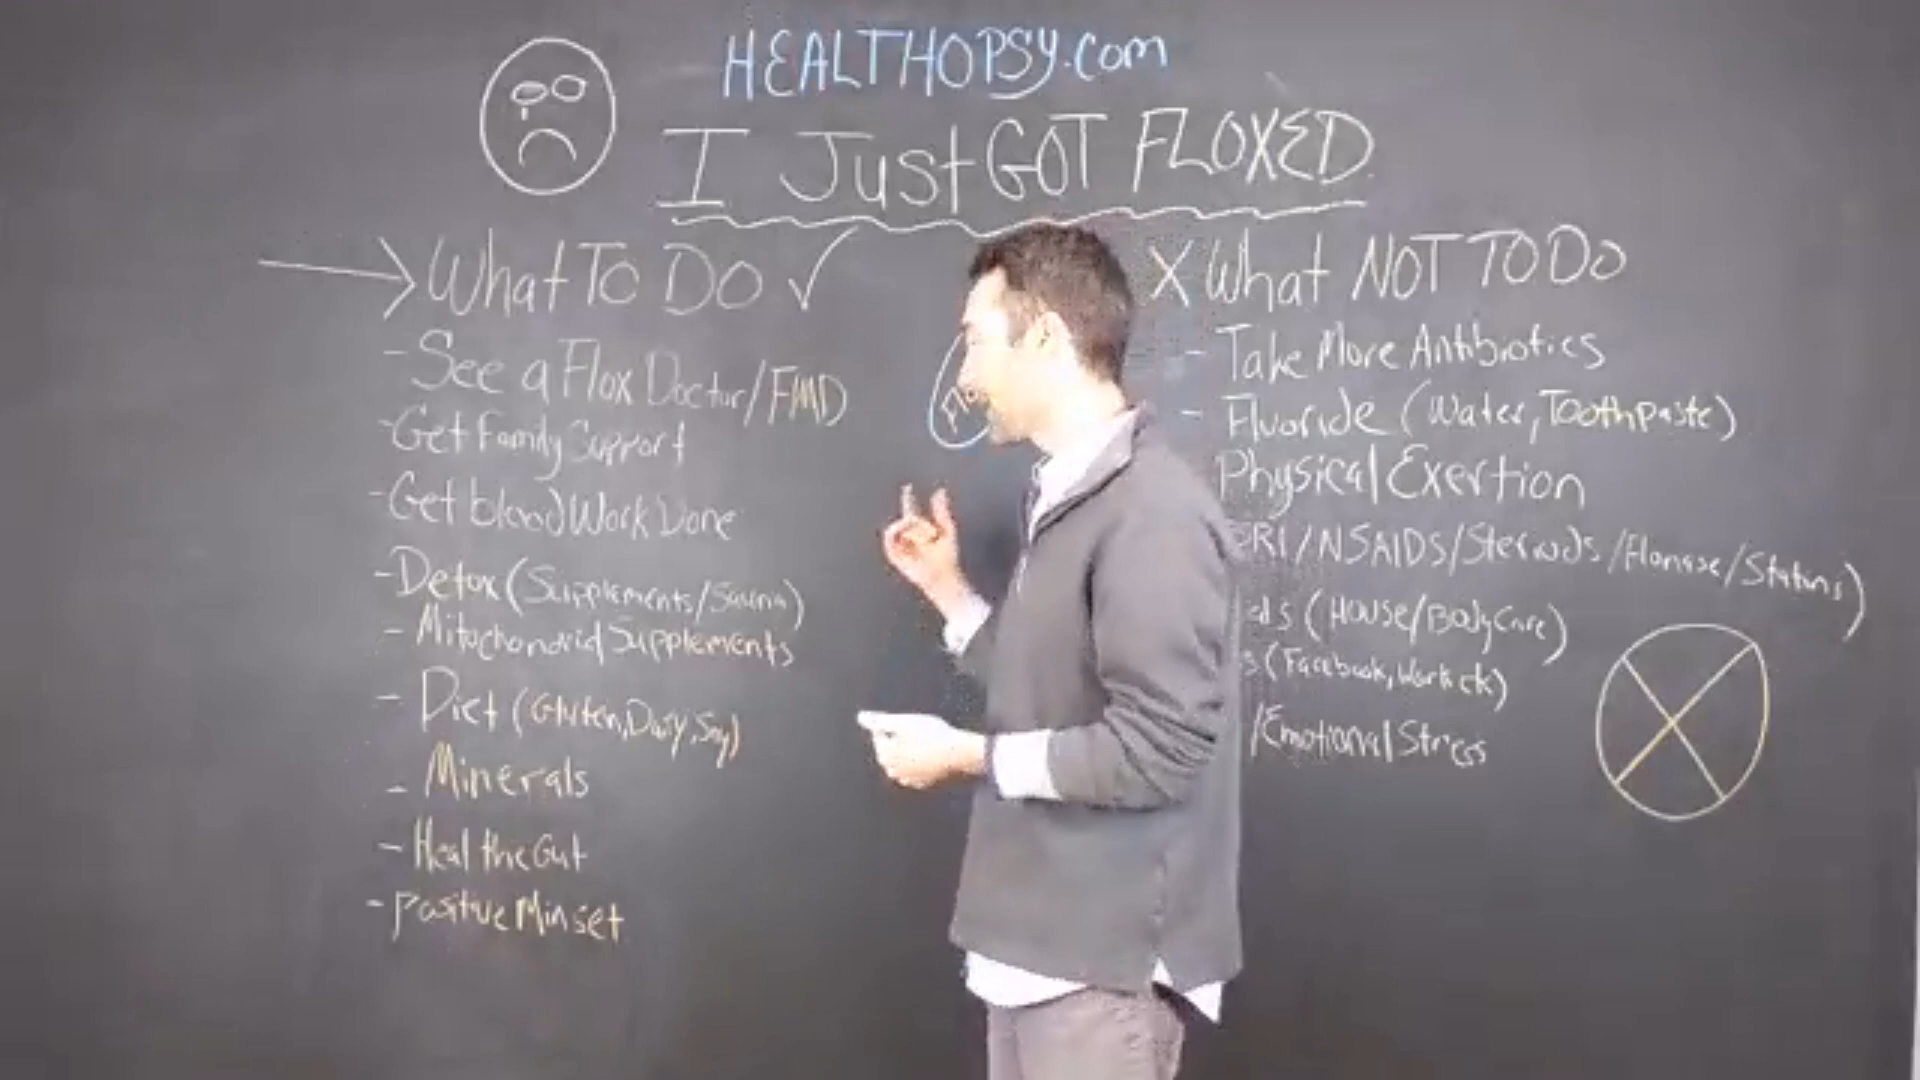 HEALTHOPSY.com
I Just GOT FLOXED
What To DO ✓
- See a Flox Doctor/FMD
- Get Family Support
- Get blood Work Done
- Detox (Supplements/Sauna)
- Mitochondrial Supplements
- Diet (Gluten, Dairy, Soy)
- Minerals
- Heal the Gut
- Positive Minset
X What NOT TO DO
- Take More Antibiotics
- Fluoride (Water, Toothpaste)
Physical Exertion
/NSAIDS/Steroids/Flonase/Statins)
(House/BodyCare)
(Facebook,
/Emotional Stress